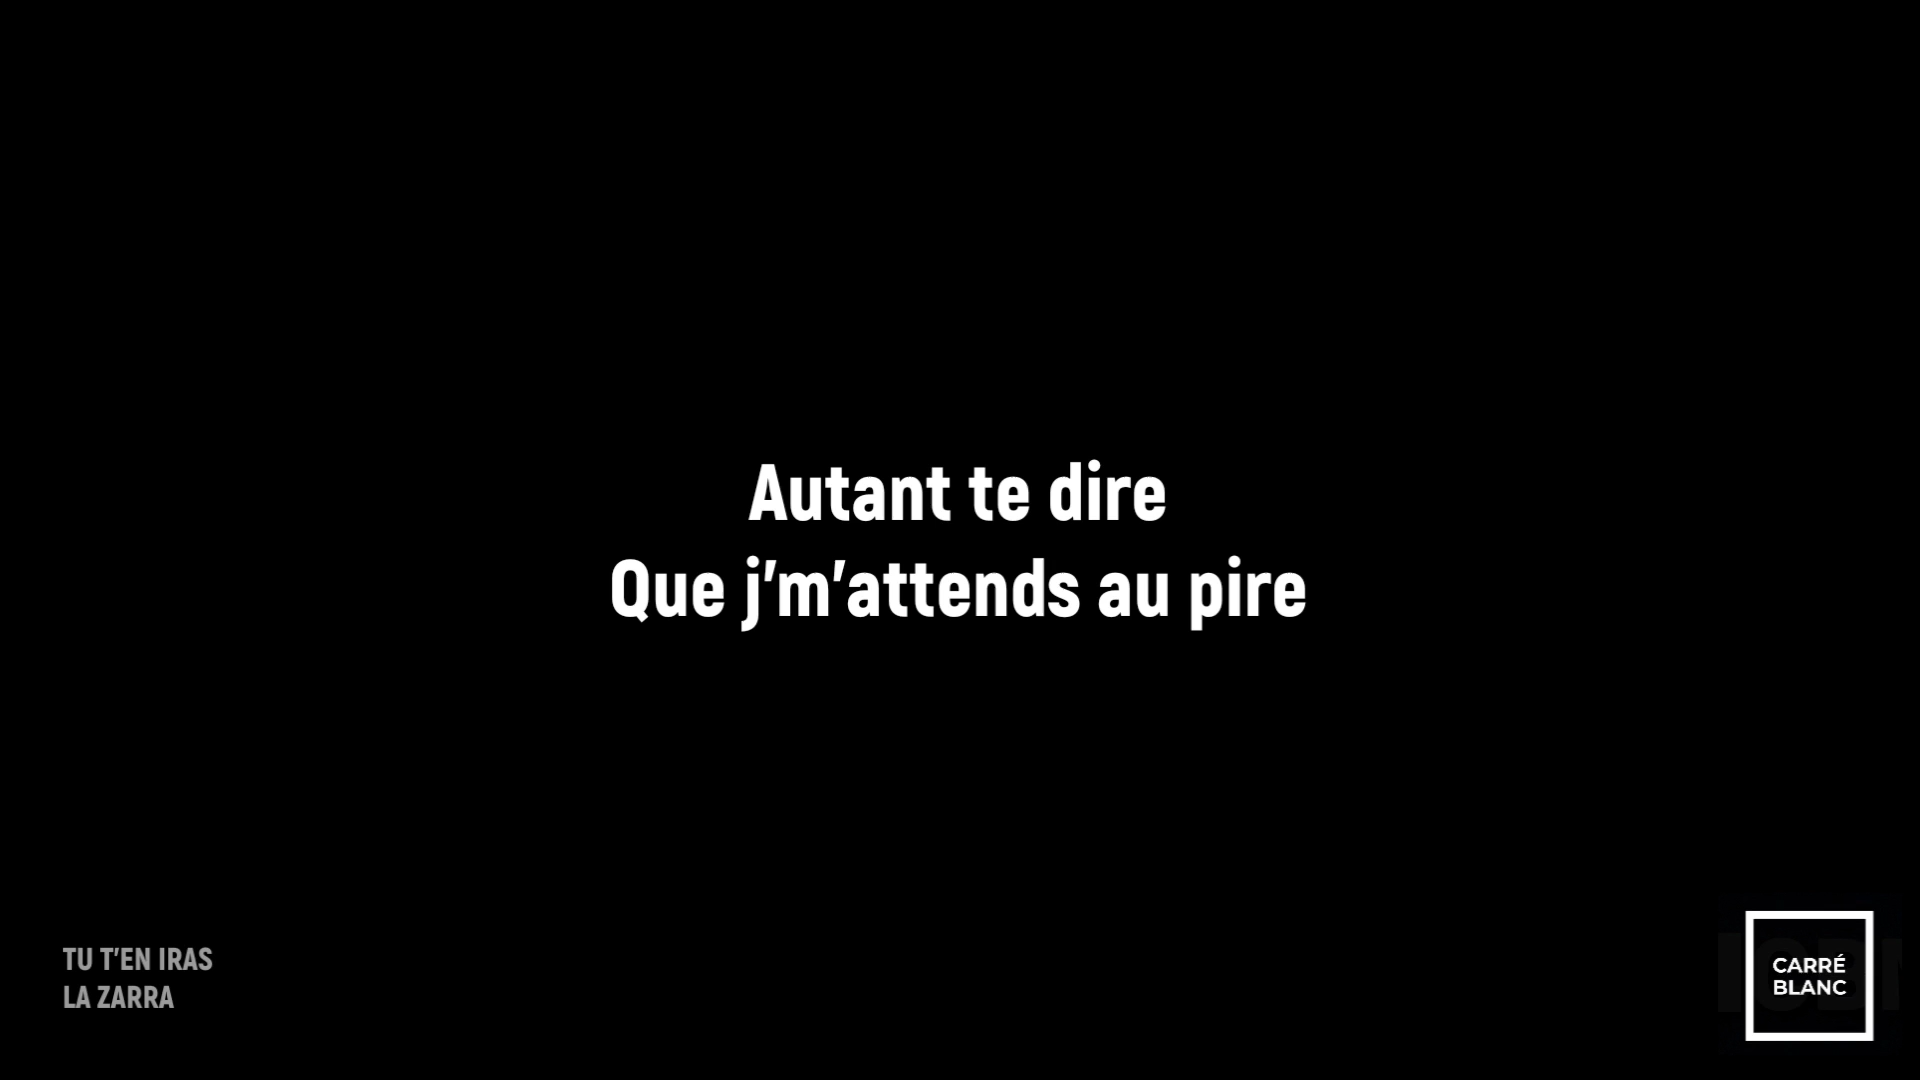 Autant te dire
Que j'm'attends au pire
TU T'EN IRAS
LA ZARRA
CARRÉ
BLANC